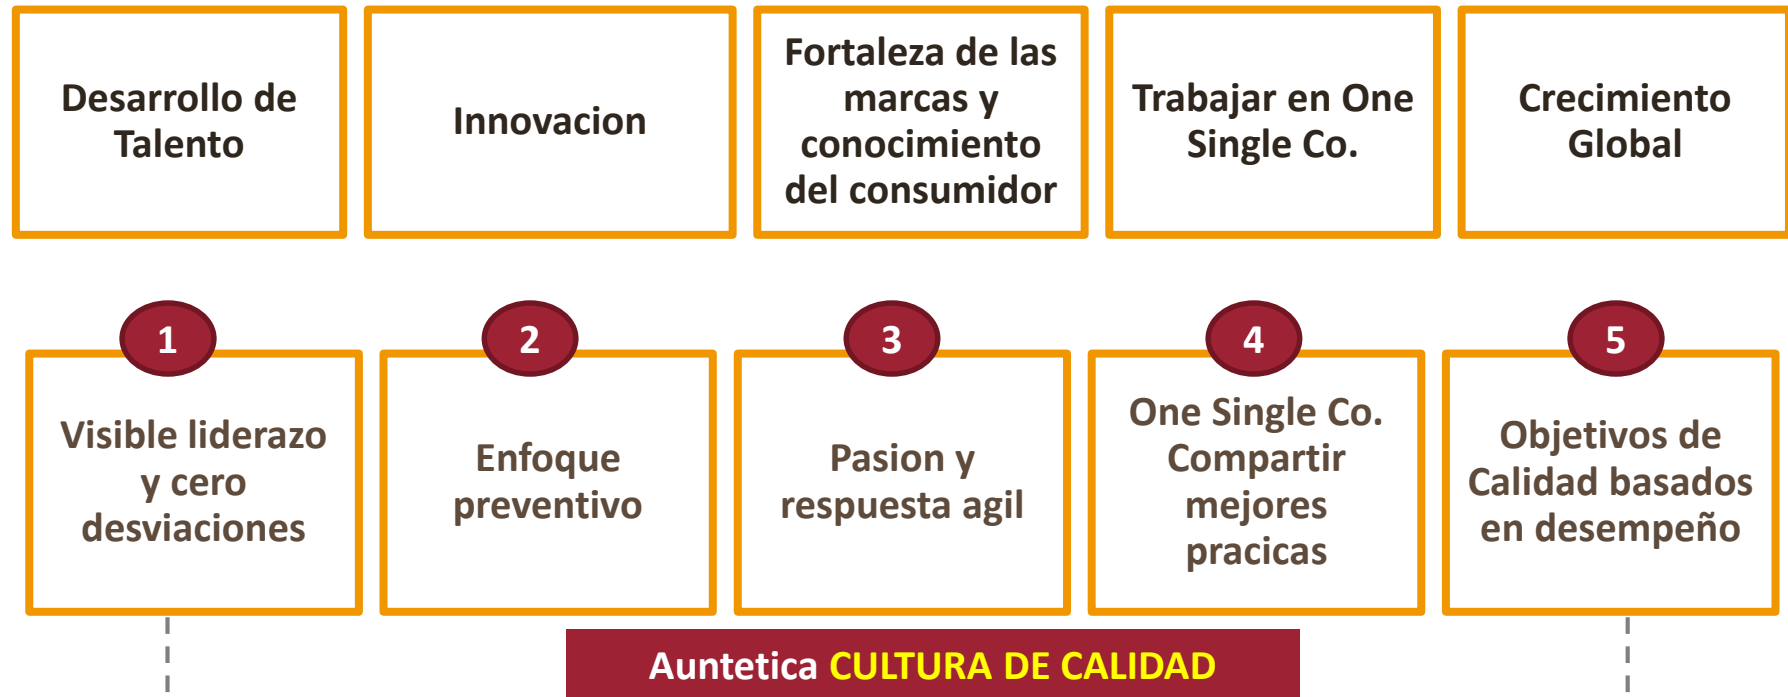 Desarrollo de
Talento
Innovacion
Fortaleza de las
marcas y
conocimiento
del consumidor
Trabajar en One
Single Co.
Crecimiento
Global
1
Visible liderazo
y cero
desviaciones
2
Enfoque
preventivo
3
Pasion y
respuesta agil
4
One Single Co.
Compartir
mejores
pracicas
5
Objetivos de
Calidad basados
en desempeño
Auntetica CULTURA DE CALIDAD